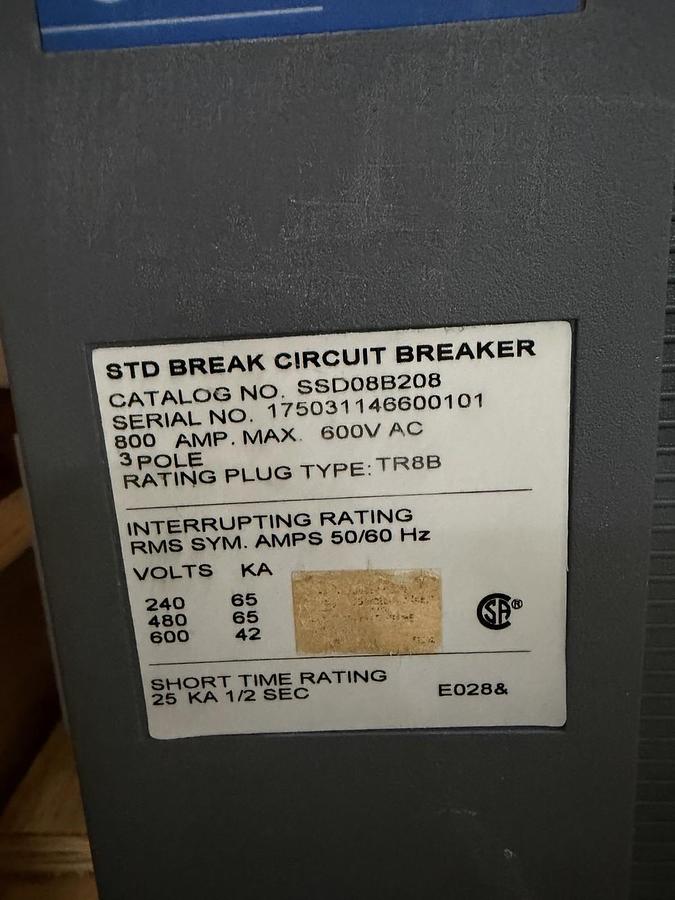 STD BREAK CIRCUIT BREAKER
CATALOG NO. SSD08B208
SERIAL NO. 175031146600101
800 AMP. MAX. 600V AC
3 POLE
RATING PLUG TYPE: TR8B
INTERRUPTING RATING
RMS SYM. AMPS 50/60 Hz
VOLTS KA
240 65
480 65
600 42
SA®
SHORT TIME RATING
25 KA 1/2 SEC E028&